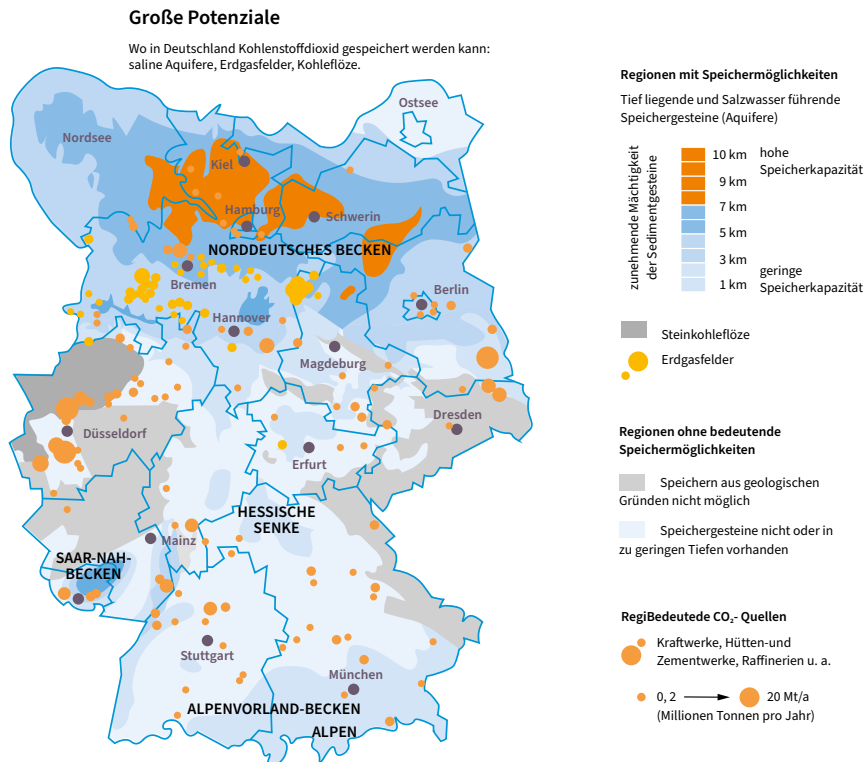 Große Potenziale
Wo in Deutschland Kohlenstoffdioxid gespeichert werden kann:
saline Aquifere, Erdgasfelder, Kohleflöze.
Ostsee
Nordsee
Kiel
Hamburg
Schwerin
NORDDEUTSCHES BECKEN
Bremen
Berlin
Hannover
Magdeburg
Düsseldorf
Dresden
Erfurt
HESSISCHE
SENKE
Mainz
SAAR-NAH-
BECKEN
Stuttgart
München
ALPENVORLAND-BECKEN
ALPEN
Regionen mit Speichermöglichkeiten
Tief liegende und Salzwasser führende
Speichergesteine (Aquifere)
zunehmende Mächtigkeit
der Sedimentgesteine
10 km
9 km
7 km
5 km
3 km
1 km
hohe
Speicherkapazität
geringe
Speicherkapazität
Steinkohleflöze
Erdgasfelder
Regionen ohne bedeutende
Speichermöglichkeiten
Speichern aus geologischen
Gründen nicht möglich
Speichergesteine nicht oder in
zu geringen Tiefen vorhanden
RegiBedeutede CO₂- Quellen
Kraftwerke, Hütten-und
Zementwerke, Raffinerien u. a.
0, 2 → 20 Mt/a
(Millionen Tonnen pro Jahr)